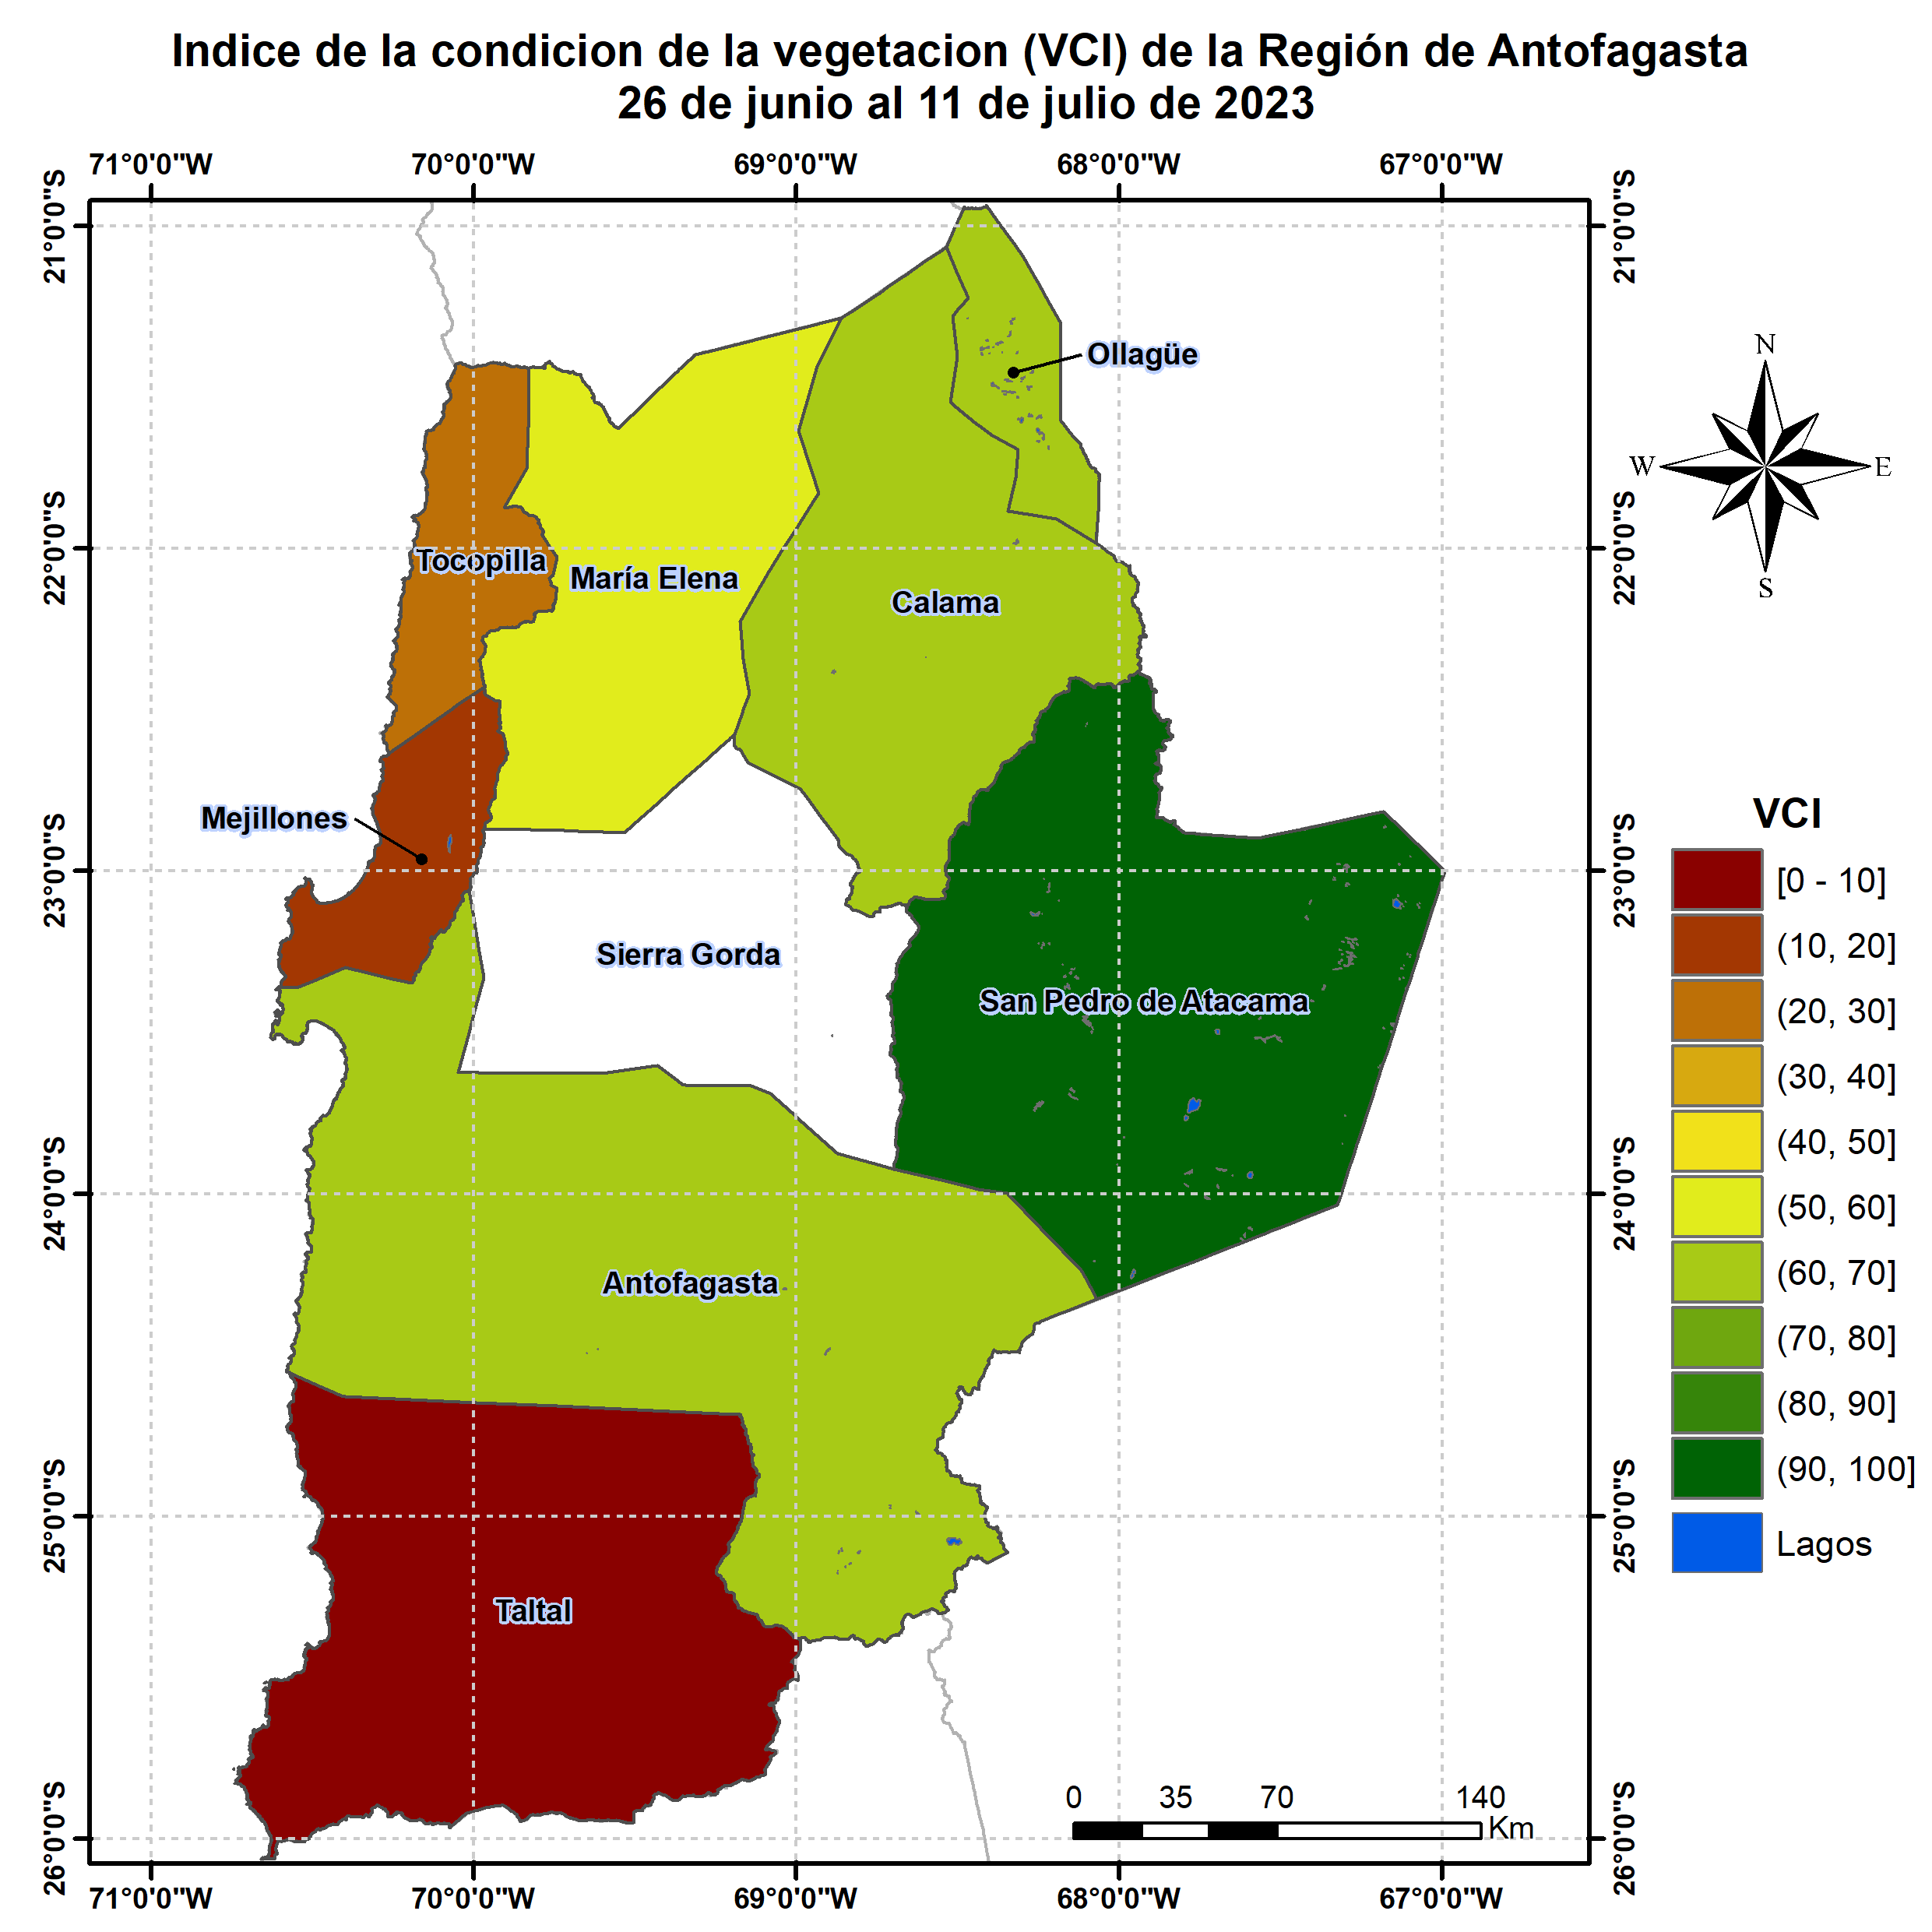 Indice de la condicion de la vegetacion (VCI) de la Región de Antofagasta
26 de junio al 11 de julio de 2023
71°0'0"W 70°0'0"W 69°0'0"W 68°0'0"W 67°0'0"W
21°0'0"S 21°0'0"S
Ollagüe
N
W E
S
22°0'0"S 22°0'0"S
Tocopilla
María Elena
Calama
Mejillones
VCI
23°0'0"S 23°0'0"S
[0 - 10]
(10, 20]
Sierra Gorda
San Pedro de Atacama
(20, 30]
(30, 40]
(40, 50]
24°0'0"S 24°0'0"S
(50, 60]
(60, 70]
Antofagasta
(70, 80]
(80, 90]
(90, 100]
25°0'0"S 25°0'0"S
Lagos
Taltal
0 35 70 140
Km
26°0'0"S 26°0'0"S
71°0'0"W 70°0'0"W 69°0'0"W 68°0'0"W 67°0'0"W